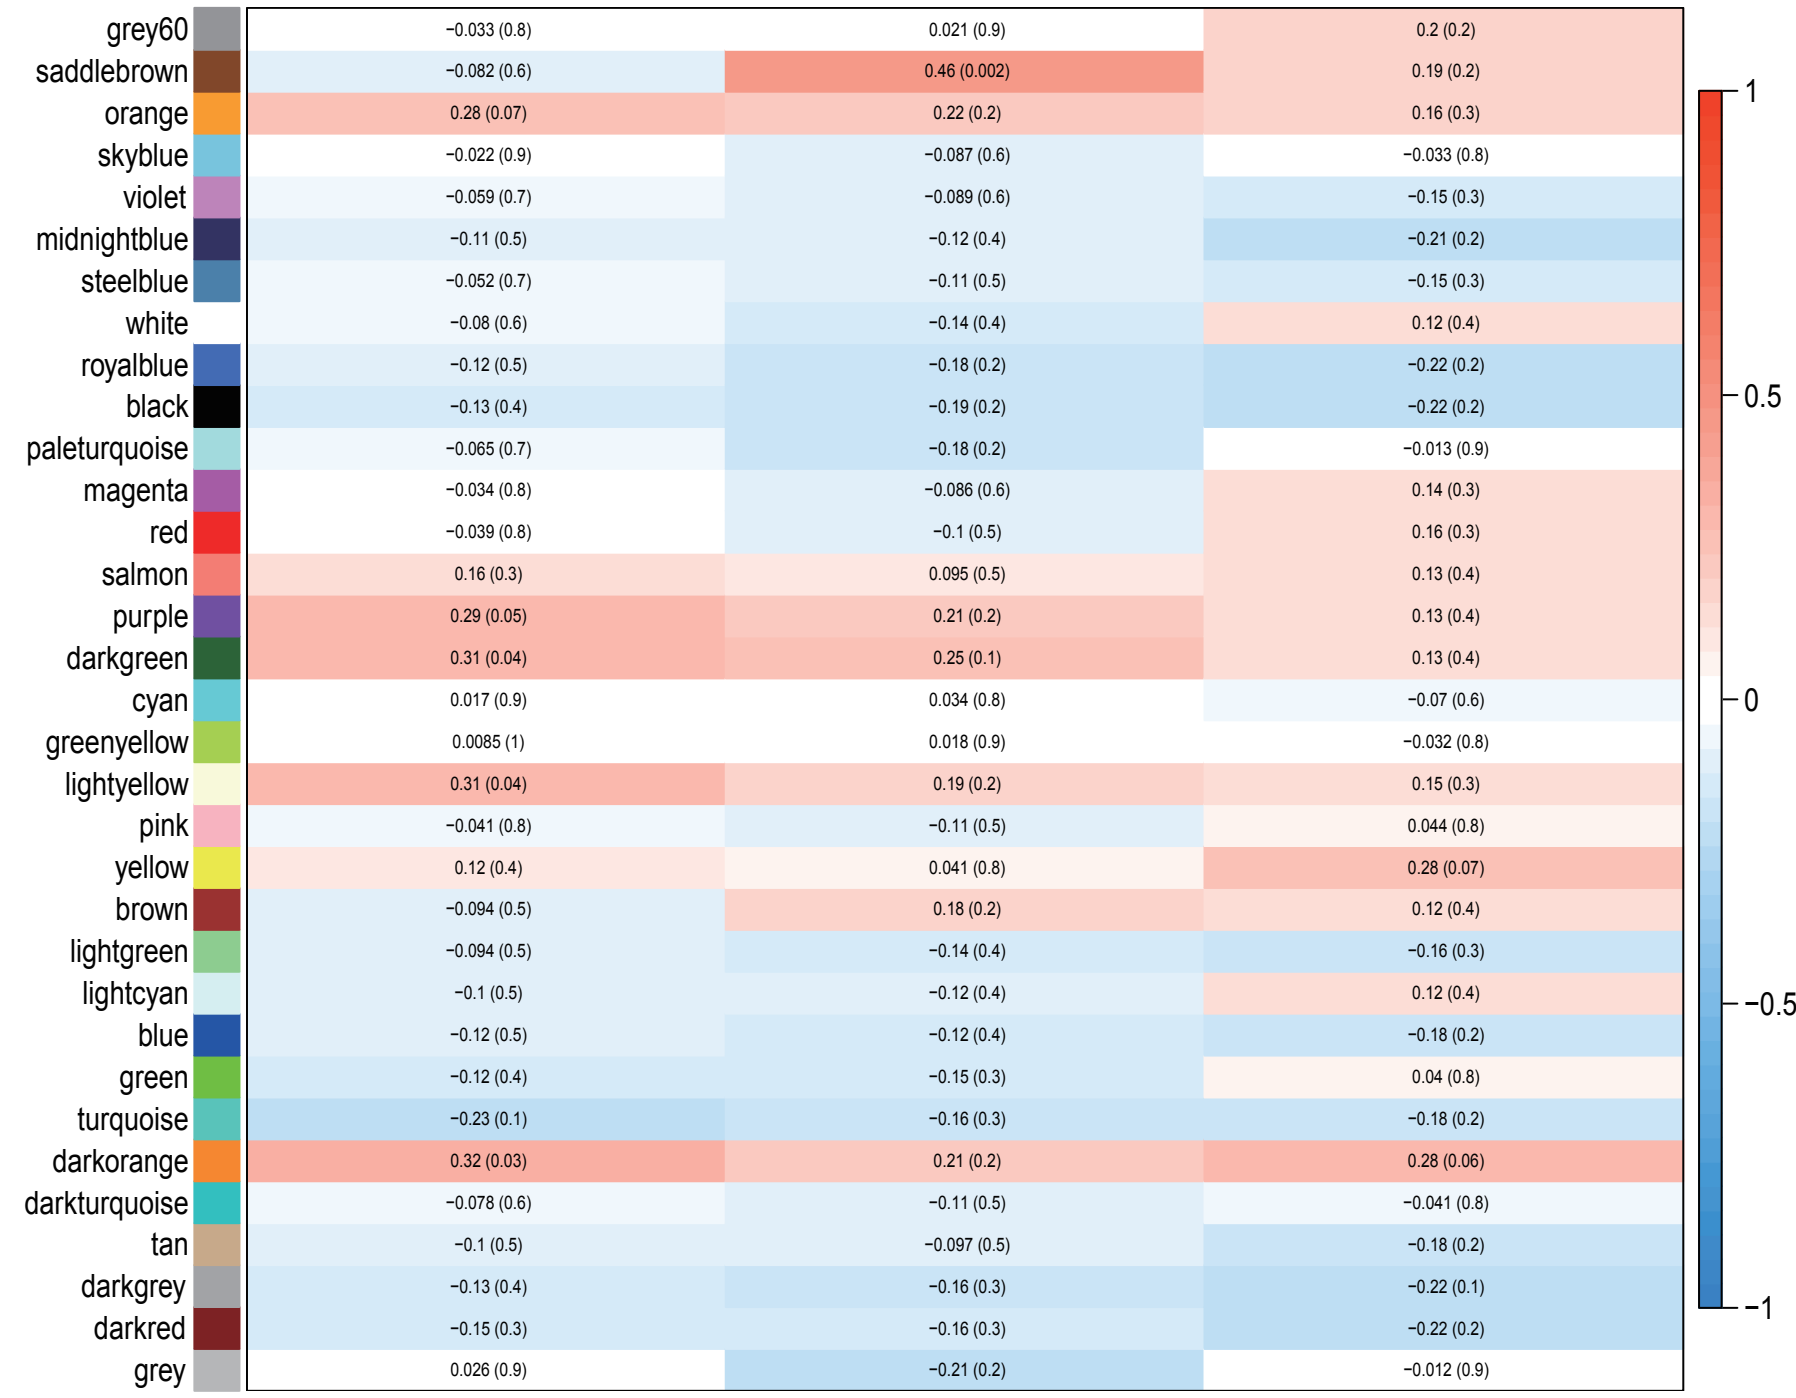 grey60 −0.033 (0.8) 0.021 (0.9) 0.2 (0.2)
saddlebrown −0.082 (0.6) 0.46 (0.002) 0.19 (0.2)
orange 0.28 (0.07) 0.22 (0.2) 0.16 (0.3)
skyblue −0.022 (0.9) −0.087 (0.6) −0.033 (0.8)
violet −0.059 (0.7) −0.089 (0.6) −0.15 (0.3)
midnightblue −0.11 (0.5) −0.12 (0.4) −0.21 (0.2)
steelblue −0.052 (0.7) −0.11 (0.5) −0.15 (0.3)
white −0.08 (0.6) −0.14 (0.4) 0.12 (0.4)
royalblue −0.12 (0.5) −0.18 (0.2) −0.22 (0.2)
black −0.13 (0.4) −0.19 (0.2) −0.22 (0.2)
paleturquoise −0.065 (0.7) −0.18 (0.2) −0.013 (0.9)
magenta −0.034 (0.8) −0.086 (0.6) 0.14 (0.3)
red −0.039 (0.8) −0.1 (0.5) 0.16 (0.3)
salmon 0.16 (0.3) 0.095 (0.5) 0.13 (0.4)
purple 0.29 (0.05) 0.21 (0.2) 0.13 (0.4)
darkgreen 0.31 (0.04) 0.25 (0.1) 0.13 (0.4)
cyan 0.017 (0.9) 0.034 (0.8) −0.07 (0.6)
greenyellow 0.0085 (1) 0.018 (0.9) −0.032 (0.8)
lightyellow 0.31 (0.04) 0.19 (0.2) 0.15 (0.3)
pink −0.041 (0.8) −0.11 (0.5) 0.044 (0.8)
yellow 0.12 (0.4) 0.041 (0.8) 0.28 (0.07)
brown −0.094 (0.5) 0.18 (0.2) 0.12 (0.4)
lightgreen −0.094 (0.5) −0.14 (0.4) −0.16 (0.3)
lightcyan −0.1 (0.5) −0.12 (0.4) 0.12 (0.4)
blue −0.12 (0.5) −0.12 (0.4) −0.18 (0.2)
green −0.12 (0.4) −0.15 (0.3) 0.04 (0.8)
turquoise −0.23 (0.1) −0.16 (0.3) −0.18 (0.2)
darkorange 0.32 (0.03) 0.21 (0.2) 0.28 (0.06)
darkturquoise −0.078 (0.6) −0.11 (0.5) −0.041 (0.8)
tan −0.1 (0.5) −0.097 (0.5) −0.18 (0.2)
darkgrey −0.13 (0.4) −0.16 (0.3) −0.22 (0.1)
darkred −0.15 (0.3) −0.16 (0.3) −0.22 (0.2)
grey 0.026 (0.9) −0.21 (0.2) −0.012 (0.9)
1
0.5
0
−0.5
−1